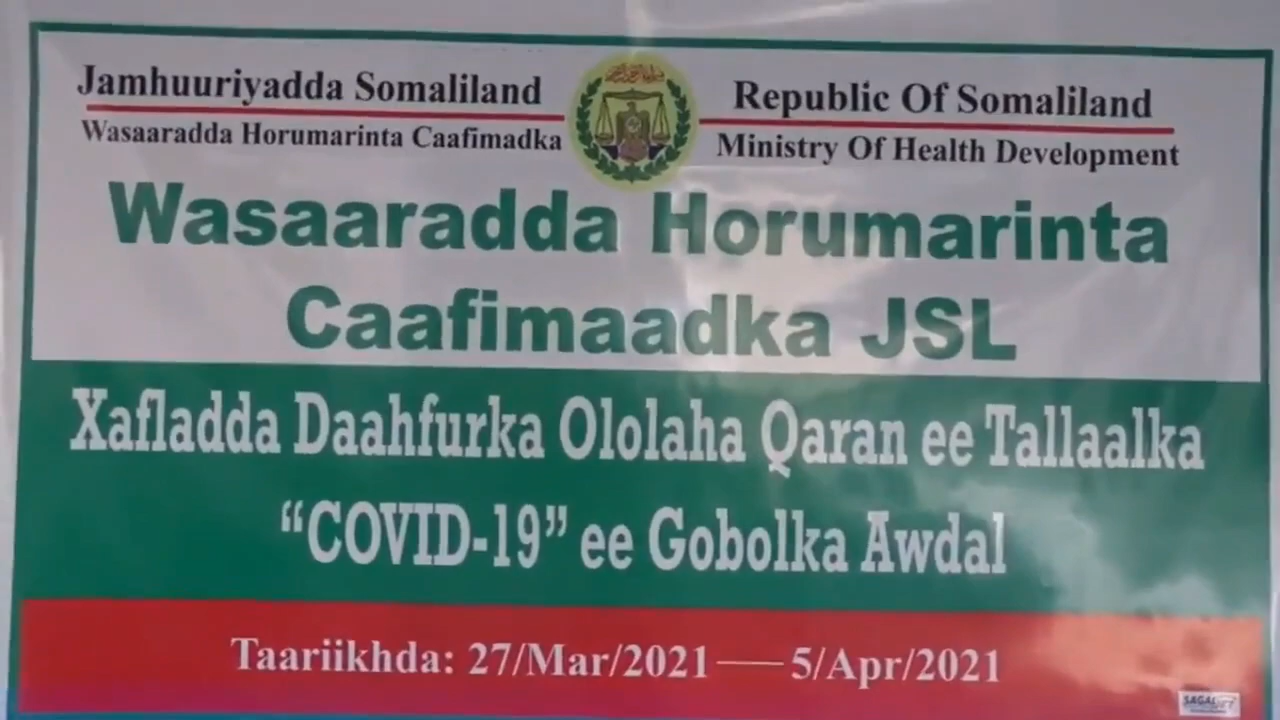 Jamhuuriyadda Somaliland
Wasaaradda Horumarinta Caafimadka
Republic Of Somaliland
Ministry Of Health Development
Wasaaradda Horumarinta
Caafimaadka JSL
Xafladda Daahfurka Ololaha Qaran ee Tallaalka
“COVID-19” ee Gobolka Awdal
Taariikhda: 27/Mar/2021 — 5/Apr/2021